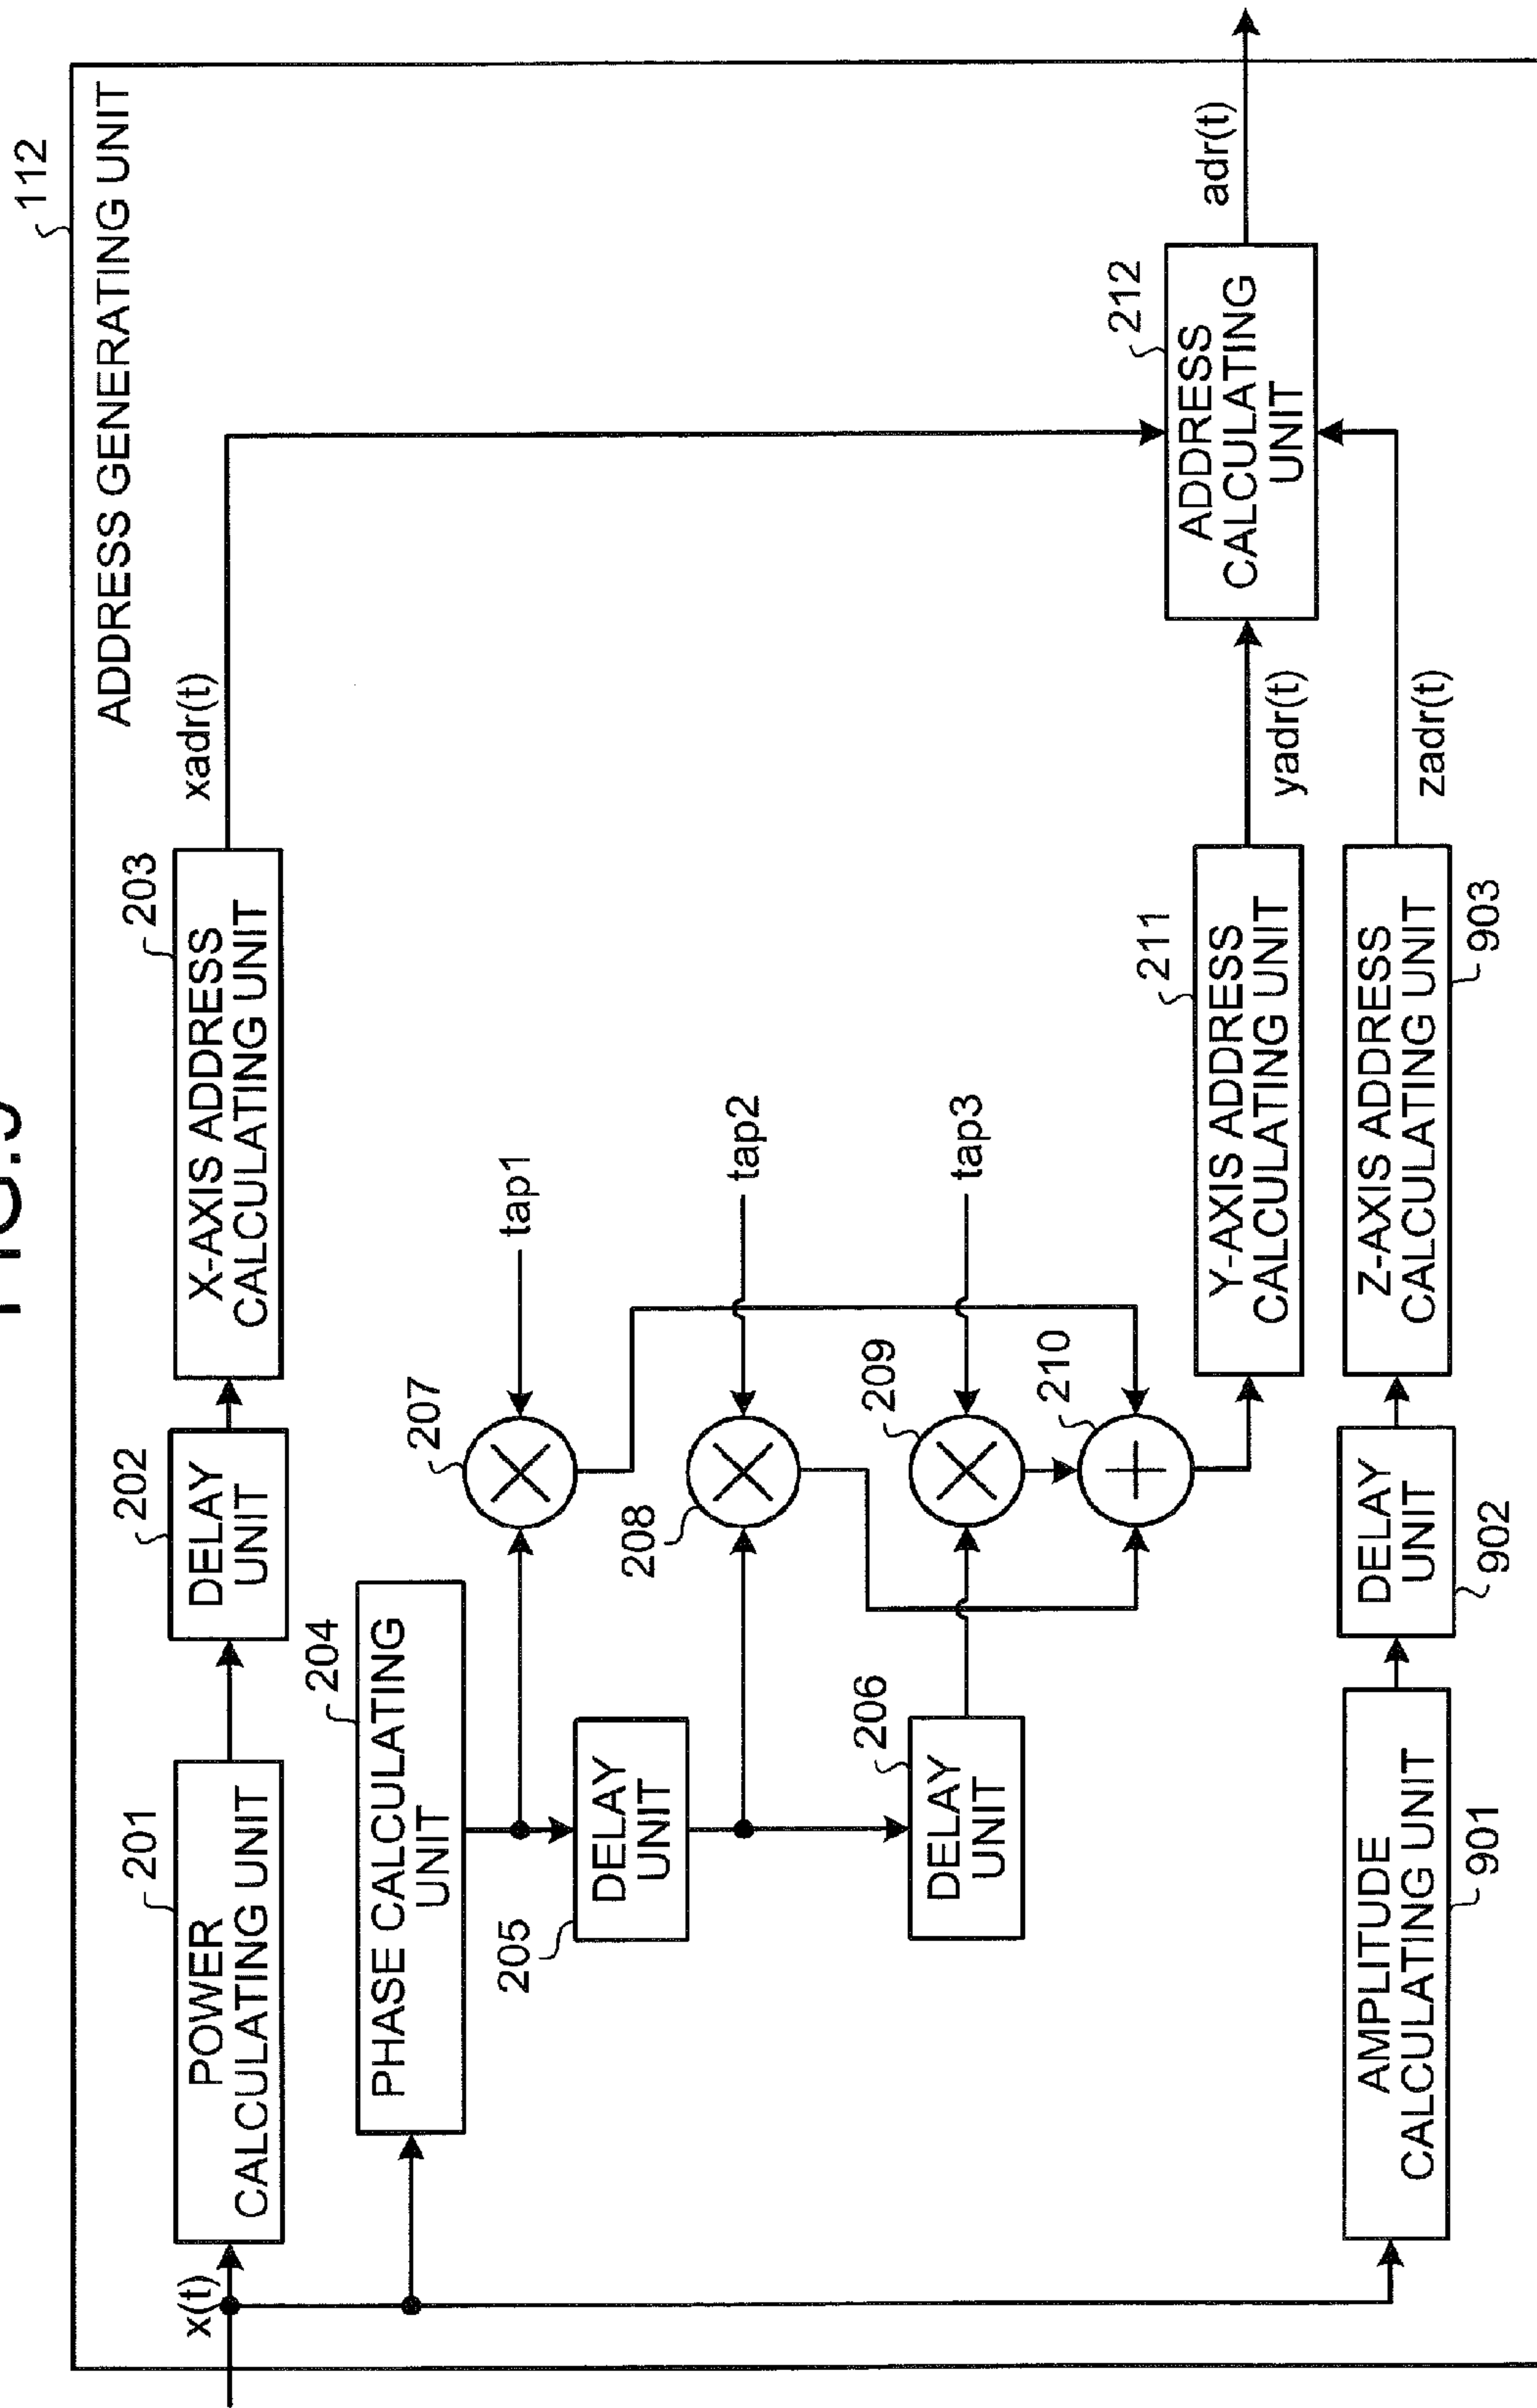 FIG.9
112
ADDRESS GENERATING UNIT
x(t)
201
POWER
CALCULATING UNIT
202
DELAY
UNIT
203
X-AXIS ADDRESS
CALCULATING UNIT
xadr(t)
204
PHASE CALCULATING
UNIT
207
tap1
205
DELAY
UNIT
208
tap2
206
DELAY
UNIT
209
tap3
210
211
Y-AXIS ADDRESS
CALCULATING UNIT
yadr(t)
212
ADDRESS
CALCULATING
UNIT
adr(t)
AMPLITUDE
CALCULATING UNIT
901
DELAY
UNIT
902
Z-AXIS ADDRESS
CALCULATING UNIT
903
zadr(t)